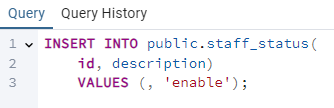 Query Query History
1 INSERT INTO public.staff_status(
2 id, description)
3 VALUES (, 'enable');